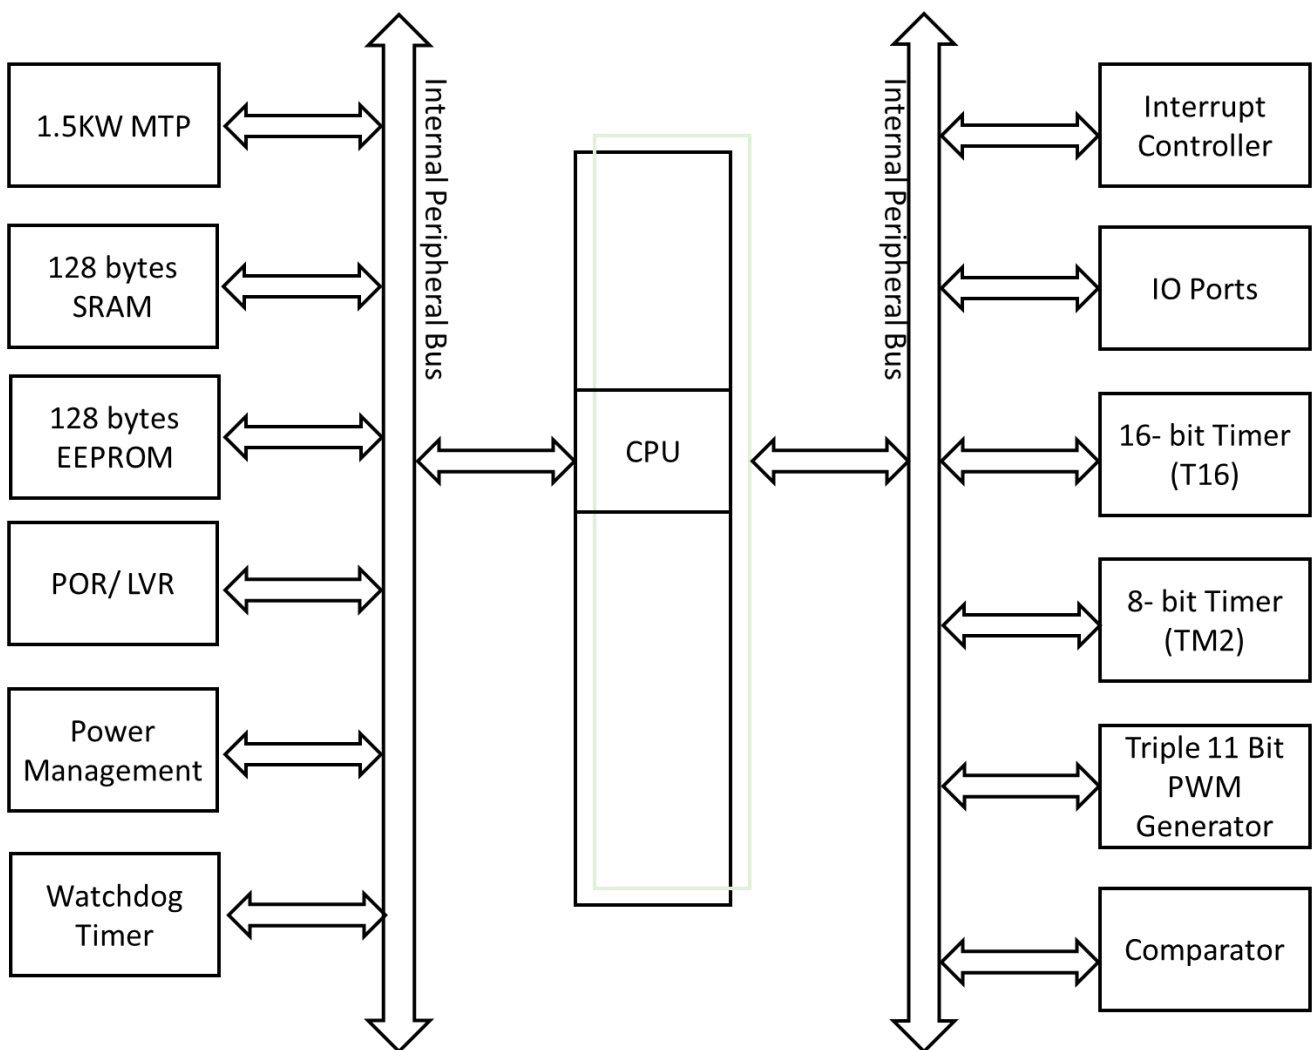 1.5KW MTP
128 bytes
SRAM
128 bytes
EEPROM
POR/ LVR
Power
Management
Watchdog
Timer
Internal Peripheral Bus
CPU
Internal Peripheral Bus
Interrupt
Controller
IO Ports
16- bit Timer
(T16)
8- bit Timer
(TM2)
Triple 11 Bit
PWM
Generator
Comparator